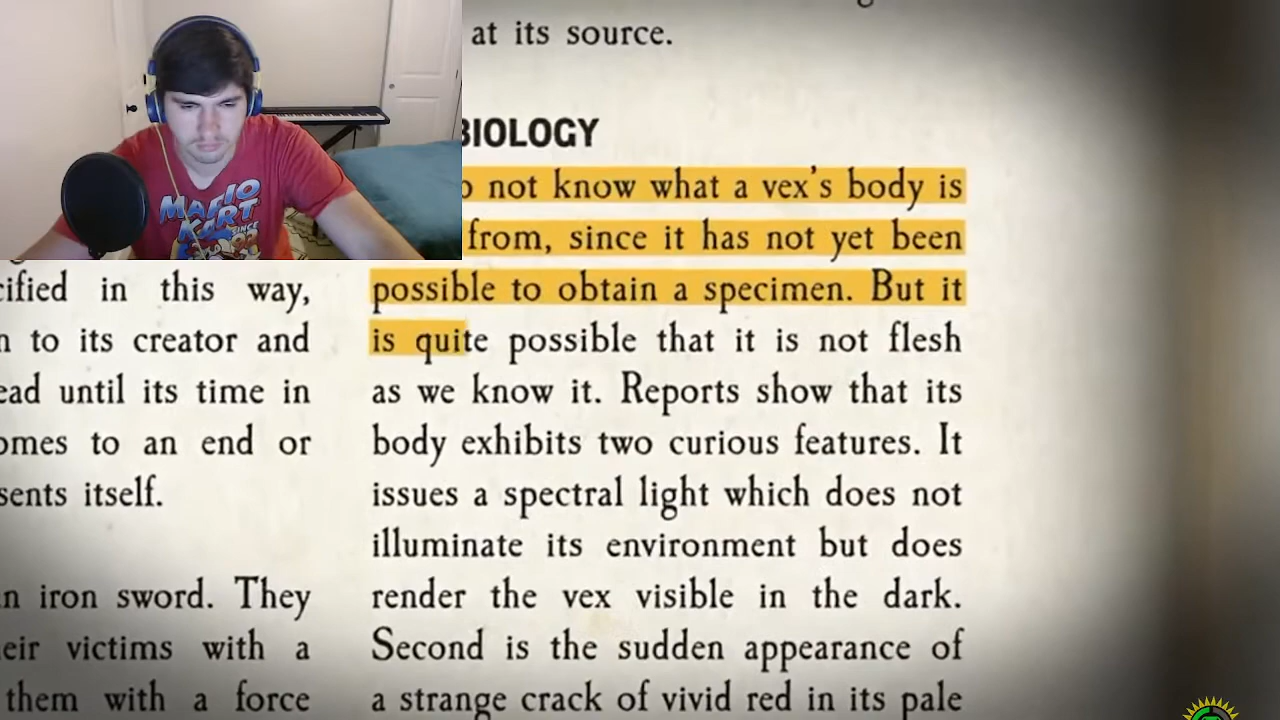 at its source.
BIOLOGY
not know what a vex's body is
from, since it has not yet been
possible to obtain a specimen. But it
is quite possible that it is not flesh
as we know it. Reports show that its
body exhibits two curious features. It
issues a spectral light which does not
illuminate its environment but does
render the vex visible in the dark.
Second is the sudden appearance of
a strange crack of vivid red in its pale
MARIO
KART
SINCE
in this way,
to its creator and
until its time in
to an end or
itself.
iron sword. They
victims with a
them with a force